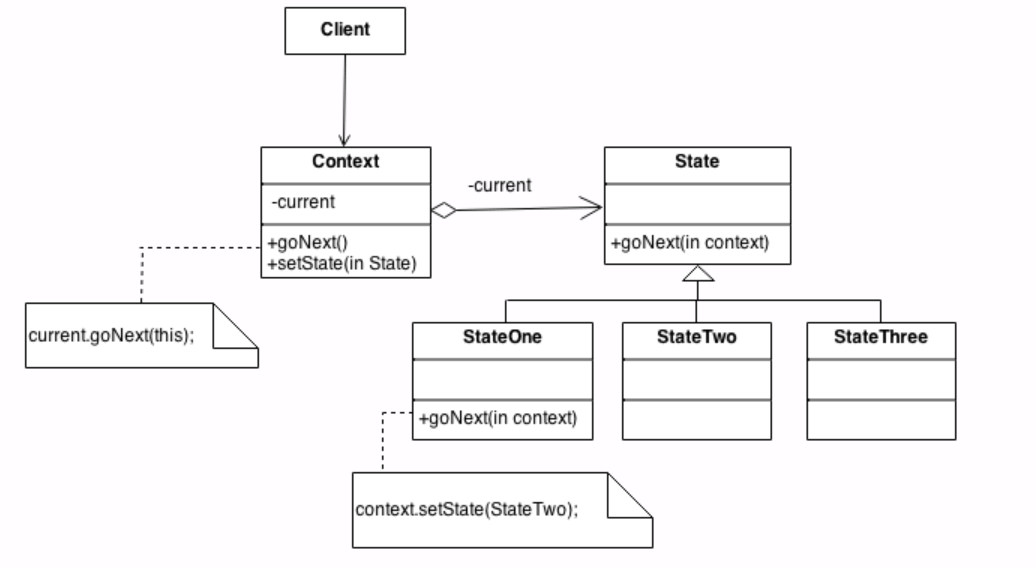 Client
Context
-current
+goNext()
+setState(in State)
-current
State
+goNext(in context)
current.goNext(this);
StateOne
+goNext(in context)
StateTwo
StateThree
context.setState(StateTwo);